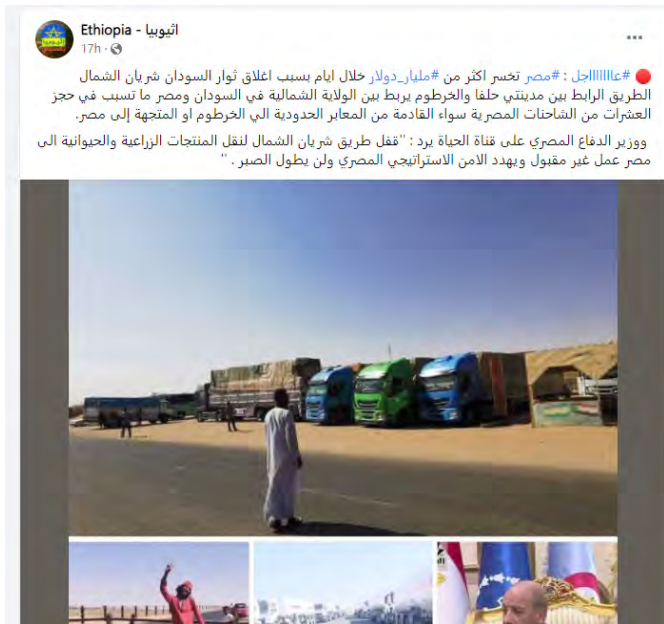 Ethiopia - اثيوبيا
17h ·
#عاااااااجل : #مصر تخسر اكثر من #مليار_دولار خلال ايام بسبب اغلاق ثوار السودان شريان الشمال
الطريق الرابط بين مدينتي حلفا والخرطوم يربط بين الولاية الشمالية في السودان ومصر ما تسبب في حجز
العشرات من الشاحنات المصرية سواء القادمة من المعابر الحدودية الي الخرطوم او المتجهة إلى مصر.
ووزير الدفاع المصري على قناة الحياة يرد : "قفل طريق شريان الشمال لنقل المنتجات الزراعية والحيوانية الى
مصر عمل غير مقبول ويهدد الامن الاستراتيجي المصري ولن يطول الصبر . "